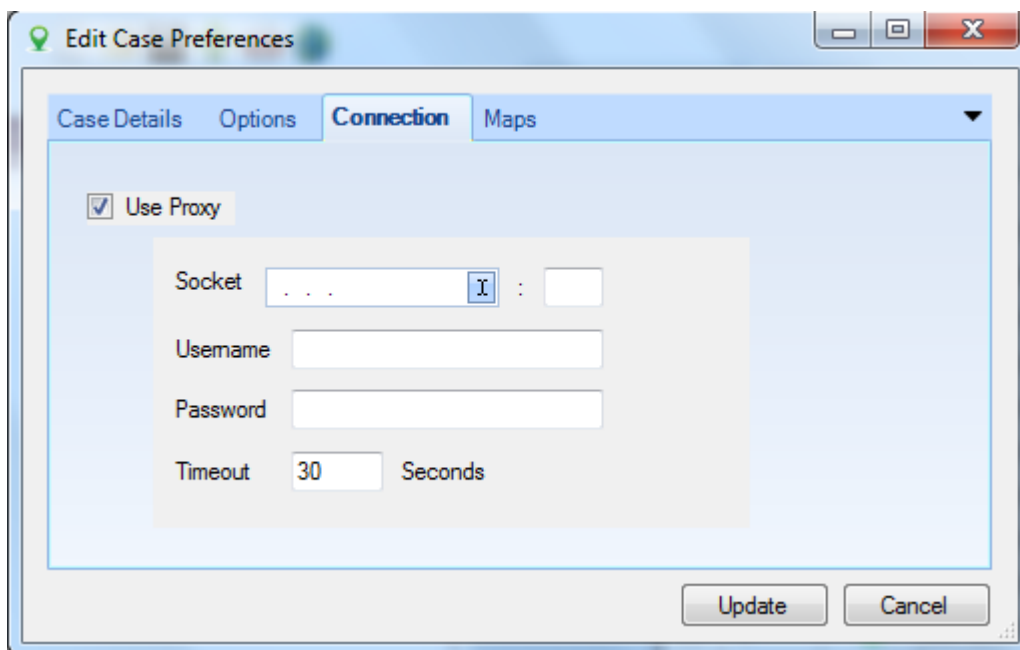 Edit Case Preferences
Case Details Options Connection Maps
Use Proxy
Socket . . . :
Username
Password
Timeout 30 Seconds
Update Cancel